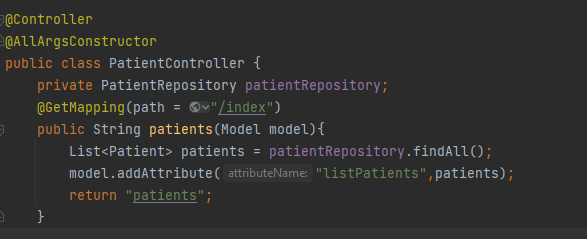 @Controller
@AllArgsConstructor
public class PatientController {
private PatientRepository patientRepository;
@GetMapping(path = "/index")
public String patients(Model model){
List<Patient> patients = patientRepository.findAll();
model.addAttribute( attributeName: "listPatients",patients);
return "patients";
}